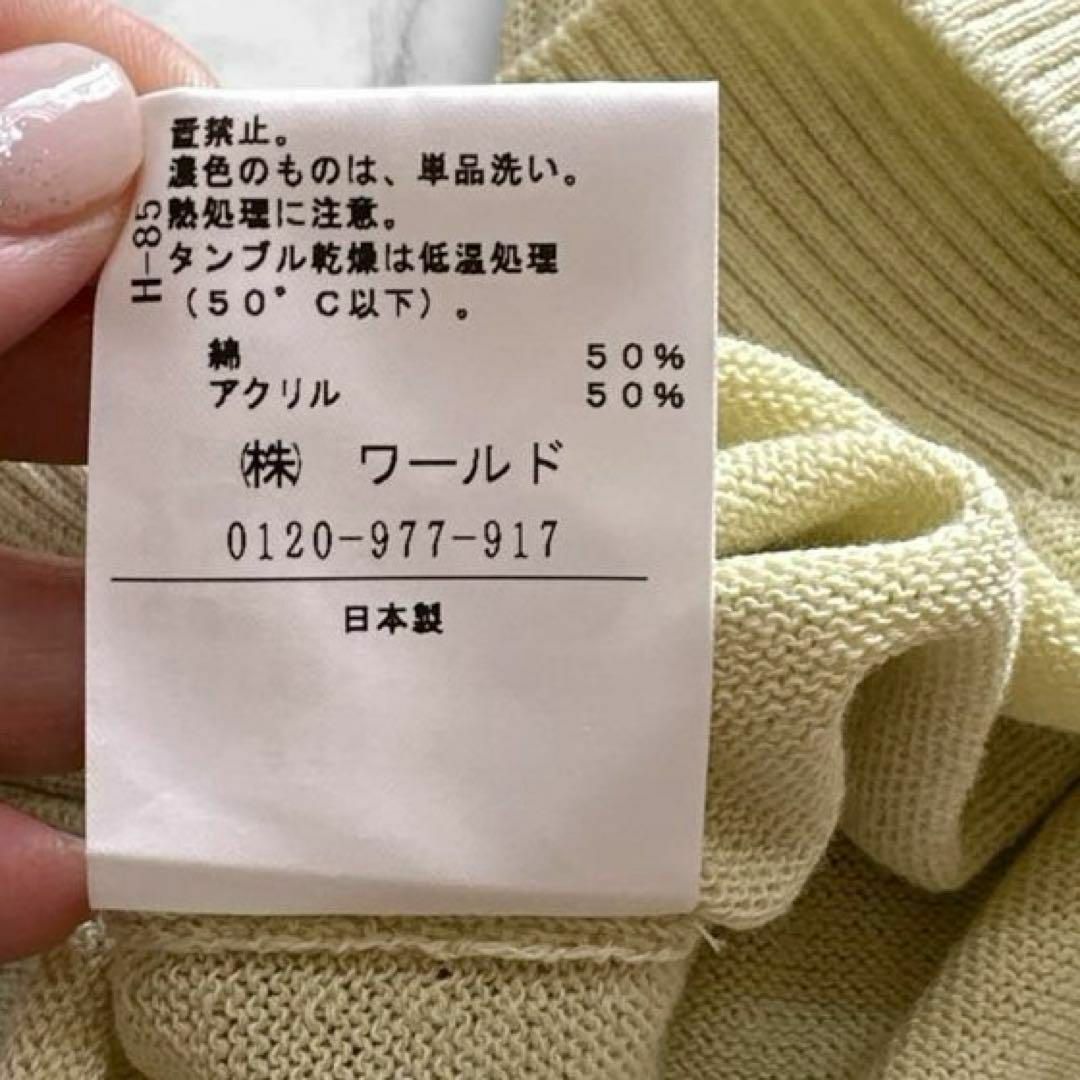 置禁止。
濃色のものは、単品洗い。
熱処理に注意。
タンブル乾燥は低温処理
（５０°Ｃ以下）。
H-85
綿 ５０％
アクリル ５０％
㈱ ワールド
0120-977-917
日本製